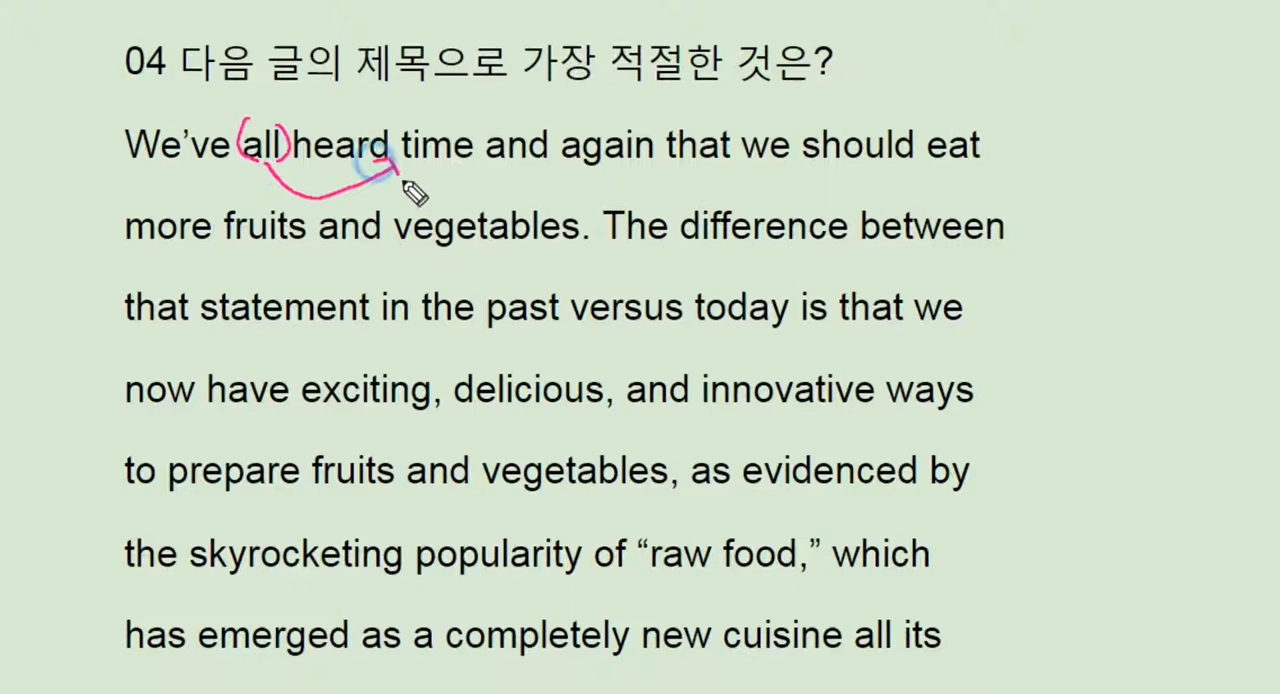 04 다음 글의 제목으로 가장 적절한 것은?
We’ve all heard time and again that we should eat
more fruits and vegetables. The difference between
that statement in the past versus today is that we
now have exciting, delicious, and innovative ways
to prepare fruits and vegetables, as evidenced by
the skyrocketing popularity of “raw food,” which
has emerged as a completely new cuisine all its